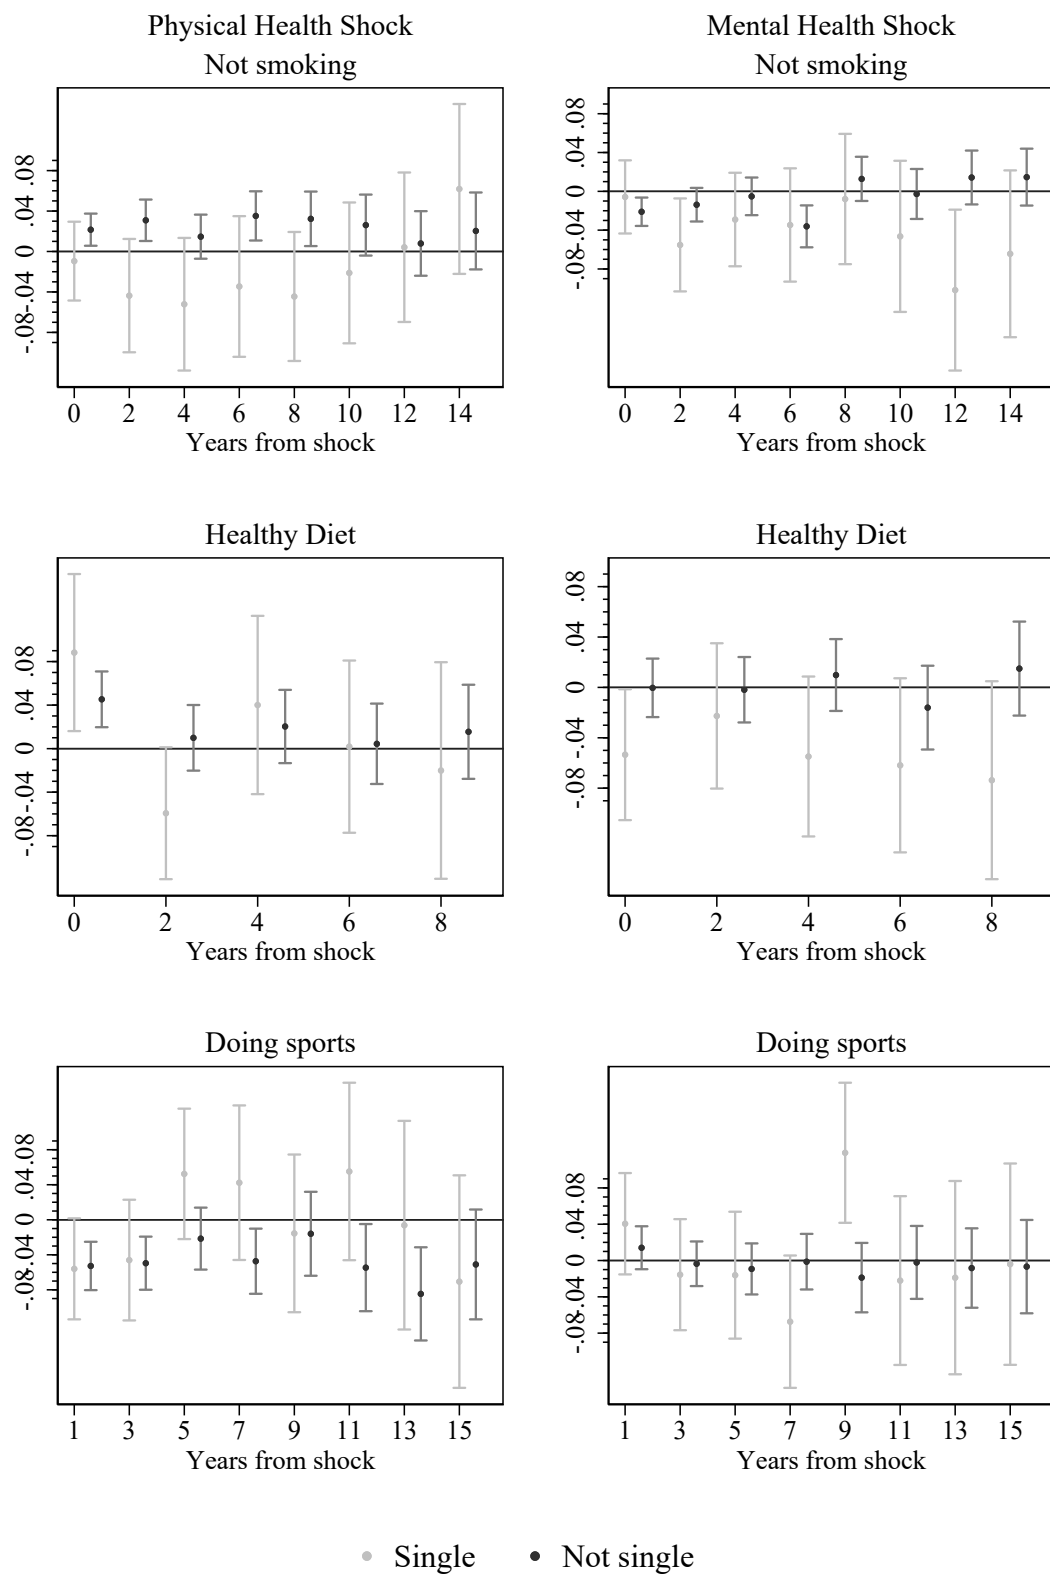 Physical Health Shock
Mental Health Shock
Not smoking
Not smoking
-.08 -.04 0 .04 .08
-.08 -.04 0 .04 .08
0 2 4 6 8 10 12 14
0 2 4 6 8 10 12 14
Years from shock
Years from shock
Healthy Diet
Healthy Diet
-.08 -.04 0 .04 .08
-.08 -.04 0 .04 .08
0 2 4 6 8
0 2 4 6 8
Years from shock
Years from shock
Doing sports
Doing sports
-.08 -.04 0 .04 .08
-.08 -.04 0 .04 .08
1 3 5 7 9 11 13 15
1 3 5 7 9 11 13 15
Years from shock
Years from shock
Single Not single